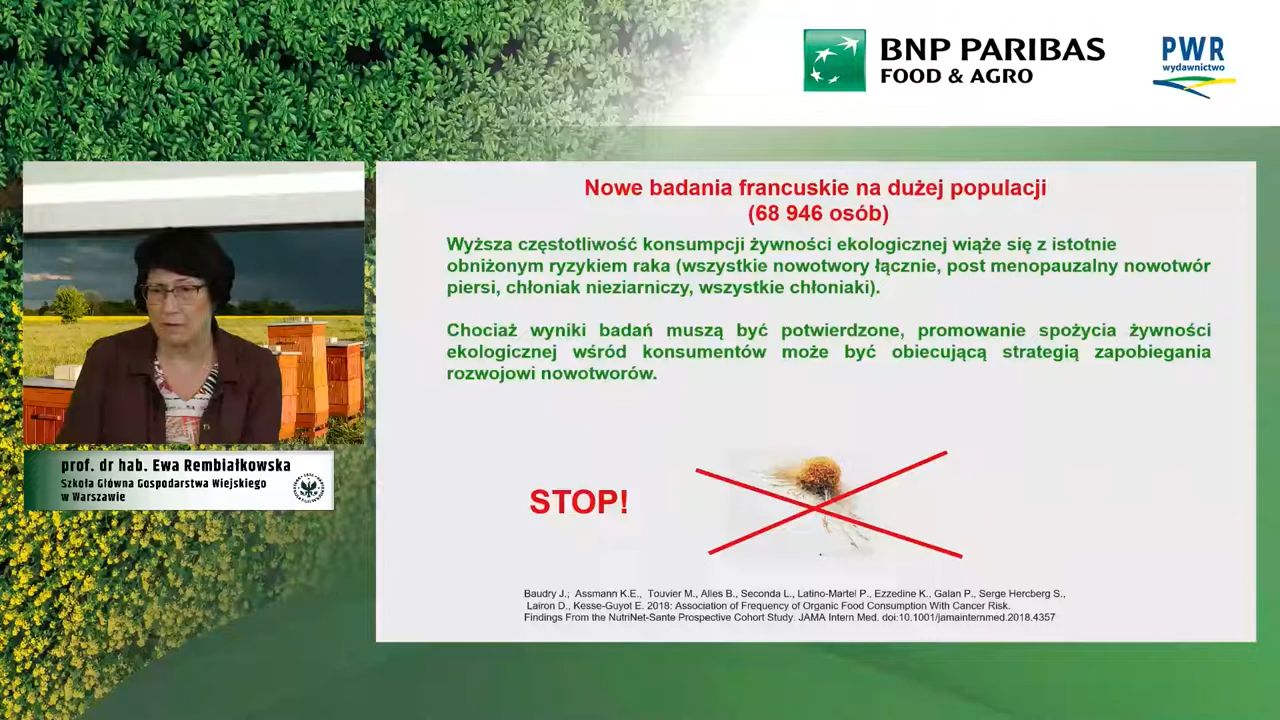 BNP PARIBAS
FOOD & AGRO
PWR
wydawnictwo
Nowe badania francuskie na dużej populacji
(68 946 osób)
Wyższa częstotliwość konsumpcji żywności ekologicznej wiąże się z istotnie
obniżonym ryzykiem raka (wszystkie nowotwory łącznie, post menopauzalny nowotwór
piersi, chłoniak nieziarniczy, wszystkie chłoniaki).
Chociaż wyniki badań muszą być potwierdzone, promowanie spożycia żywności
ekologicznej wśród konsumentów może być obiecującą strategią zapobiegania
rozwojowi nowotworów.
STOP!
Baudry J.; Assmann K.E., Touvier M., Alles B., Seconda L., Latino-Martel P., Ezzedine K., Galan P., Serge Hercberg S.,
Lairon D., Kesse-Guyot E. 2018: Association of Frequency of Organic Food Consumption With Cancer Risk.
Findings From the NutriNet-Sante Prospective Cohort Study. JAMA Intern Med. doi:10.1001/jamainternmed.2018.4357
prof. dr hab. Ewa Rembiałkowska
Szkoła Główna Gospodarstwa Wiejskiego
w Warszawie